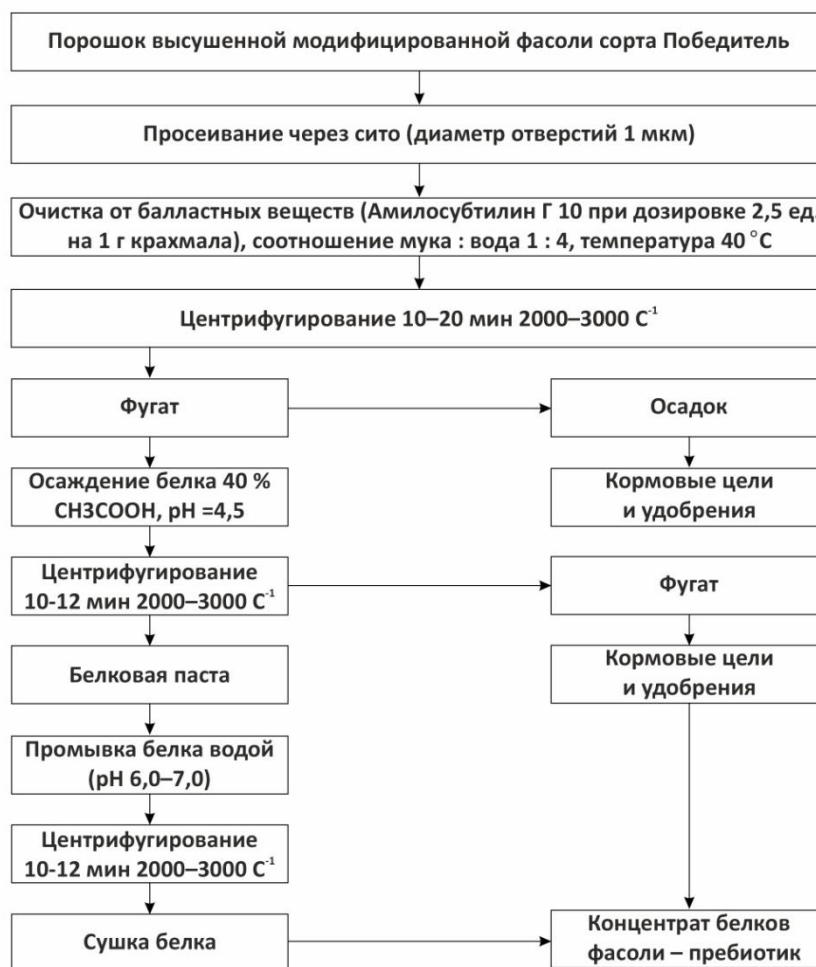 Порошок высушенной модифицированной фасоли сорта Победитель
Просеивание через сито (диаметр отверстий 1 мкм)
Очистка от балластных веществ (Амилосубтилин Г 10 при дозировке 2,5 ед.
на 1 г крахмала), соотношение мука : вода 1 : 4, температура 40 °С
Центрифугирование 10–20 мин 2000–3000 С⁻¹
Фугат
Осадок
Осаждение белка 40 %
СН3СООН, рН =4,5
Кормовые цели
и удобрения
Центрифугирование
10-12 мин 2000–3000 С⁻¹
Фугат
Белковая паста
Кормовые цели
и удобрения
Промывка белка водой
(рН 6,0–7,0)
Центрифугирование
10-12 мин 2000–3000 С⁻¹
Сушка белка
Концентрат белков
фасоли – пребиотик